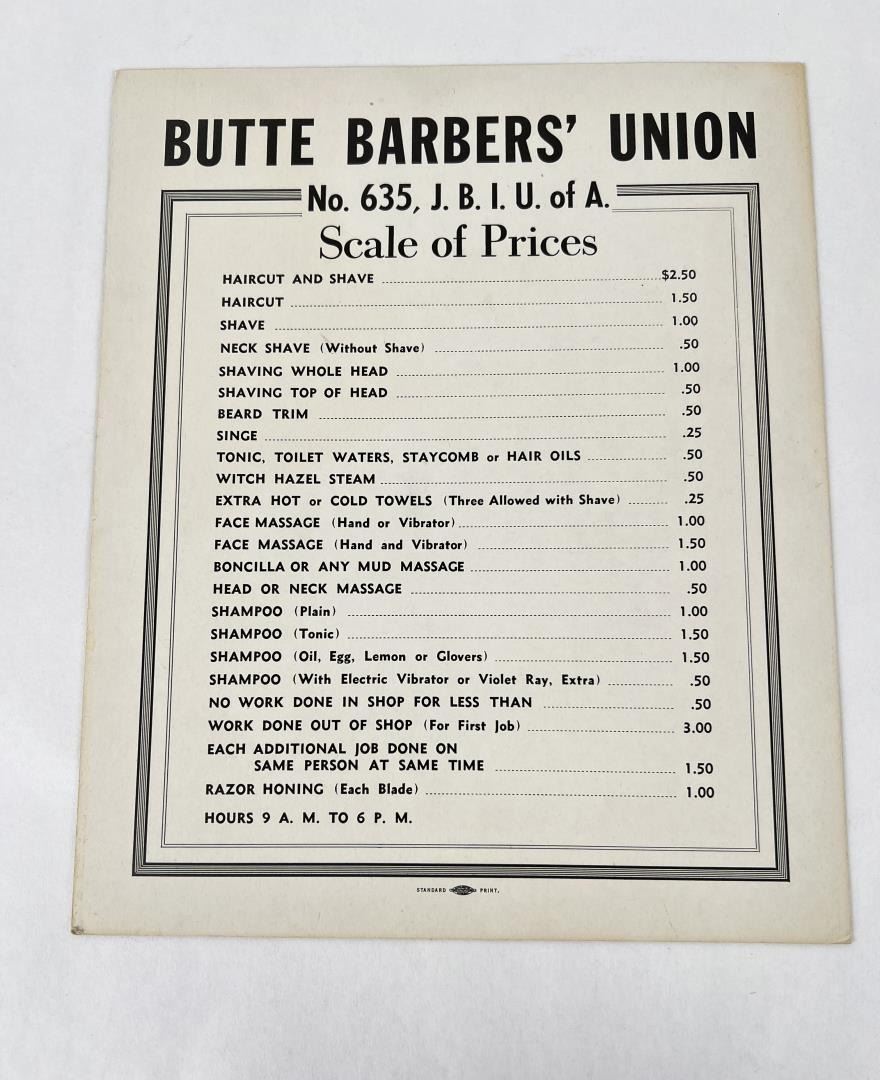 BUTTE BARBERS' UNION
No. 635, J. B. I. U. of A.
Scale of Prices
HAIRCUT AND SHAVE $2.50
HAIRCUT 1.50
SHAVE 1.00
NECK SHAVE (Without Shave) .50
SHAVING WHOLE HEAD 1.00
SHAVING TOP OF HEAD .50
BEARD TRIM .50
SINGE .25
TONIC, TOILET WATERS, STAYCOMB or HAIR OILS .50
WITCH HAZEL STEAM .50
EXTRA HOT or COLD TOWELS (Three Allowed with Shave) .25
FACE MASSAGE (Hand or Vibrator) 1.00
FACE MASSAGE (Hand and Vibrator) 1.50
BONCILLA OR ANY MUD MASSAGE 1.00
HEAD OR NECK MASSAGE .50
SHAMPOO (Plain) 1.00
SHAMPOO (Tonic) 1.50
SHAMPOO (Oil, Egg, Lemon or Glovers) 1.50
SHAMPOO (With Electric Vibrator or Violet Ray, Extra) .50
NO WORK DONE IN SHOP FOR LESS THAN .50
WORK DONE OUT OF SHOP (For First Job) 3.00
EACH ADDITIONAL JOB DONE ON
SAME PERSON AT SAME TIME 1.50
RAZOR HONING (Each Blade) 1.00
HOURS 9 A. M. TO 6 P. M.
STANDARD PRINT.